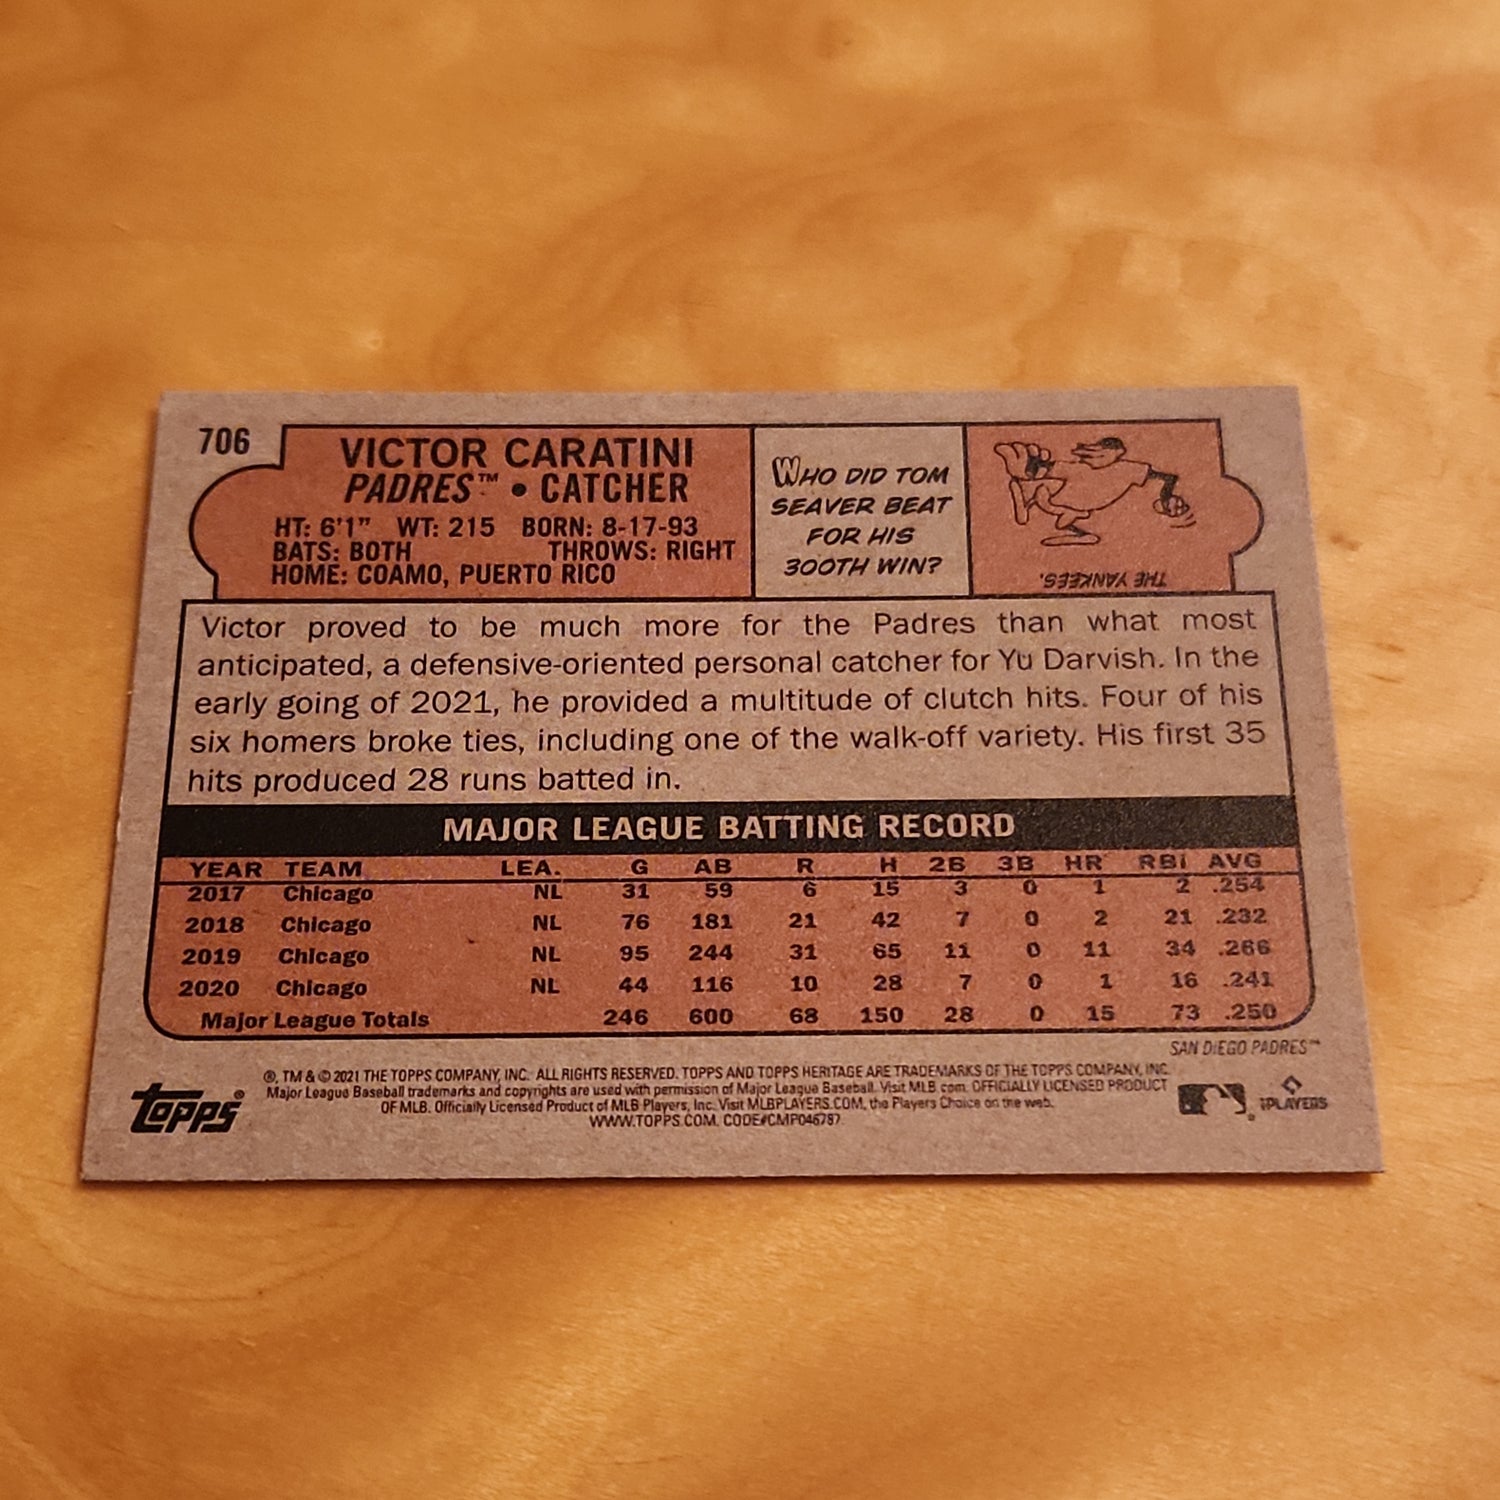 706
VICTOR CARATINI
PADRES™ • CATCHER
HT: 6'1" WT: 215 BORN: 8-17-93
BATS: BOTH THROWS: RIGHT
HOME: COAMO, PUERTO RICO
WHO DID TOM
SEAVER BEAT
FOR HIS
300TH WIN?
THE YANKEES.
Victor proved to be much more for the Padres than what most
anticipated, a defensive-oriented personal catcher for Yu Darvish. In the
early going of 2021, he provided a multitude of clutch hits. Four of his
six homers broke ties, including one of the walk-off variety. His first 35
hits produced 28 runs batted in.
MAJOR LEAGUE BATTING RECORD
YEAR TEAM LEA. G AB R H 2B 3B HR RBI AVG
2017 Chicago NL 31 59 6 15 3 0 1 2 .254
2018 Chicago NL 76 181 21 42 7 0 2 21 .232
2019 Chicago NL 95 244 31 65 11 0 11 34 .266
2020 Chicago NL 44 116 10 28 7 0 1 16 .241
Major League Totals 246 600 68 150 28 0 15 73 .250
SAN DIEGO PADRES™
®, TM & © 2021 THE TOPPS COMPANY, INC. ALL RIGHTS RESERVED. TOPPS AND TOPPS HERITAGE ARE TRADEMARKS OF THE TOPPS COMPANY, INC.
Major League Baseball trademarks and copyrights are used with permission of Major League Baseball. Visit MLB.com. OFFICIALLY LICENSED PRODUCT
OF MLB. Officially Licensed Product of MLB Players, Inc. Visit MLBPLAYERS.COM, the Players Choice on the web.
WWW.TOPPS.COM. CODE#CMP046787
topps®
PLAYERS